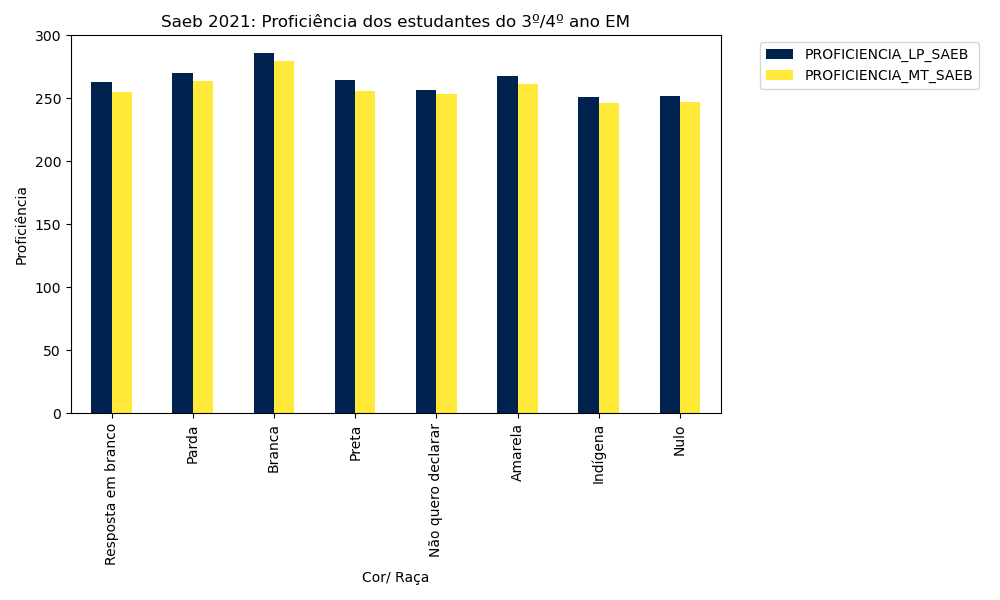 Saeb 2021: Proficiência dos estudantes do 3º/4º ano EM
PROFICIENCIA_LP_SAEB
PROFICIENCIA_MT_SAEB
Proficiência
300
250
200
150
100
50
0
Resposta em branco
Parda
Branca
Preta
Não quero declarar
Amarela
Indígena
Nulo
Cor/ Raça